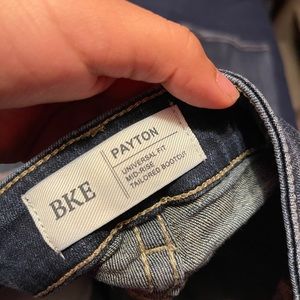 BKE
PAYTON
UNIVERSAL FIT
MID-RISE
TAILORED BOOTCUT